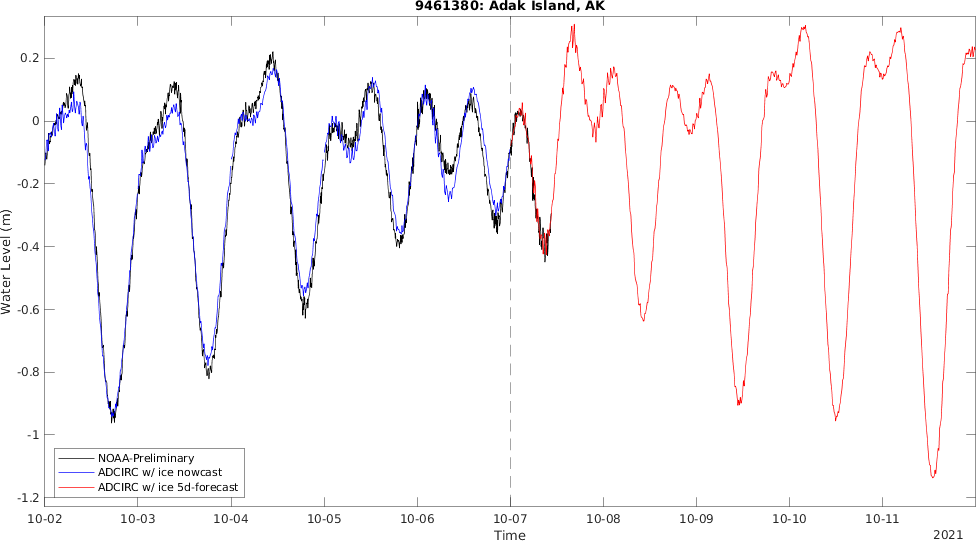 9461380: Adak Island, AK
Water Level (m)
0.2
0
-0.2
-0.4
-0.6
-0.8
-1
-1.2
NOAA-Preliminary
ADCIRC w/ ice nowcast
ADCIRC w/ ice 5d-forecast
10-02 10-03 10-04 10-05 10-06 10-07 10-08 10-09 10-10 10-11
Time
2021